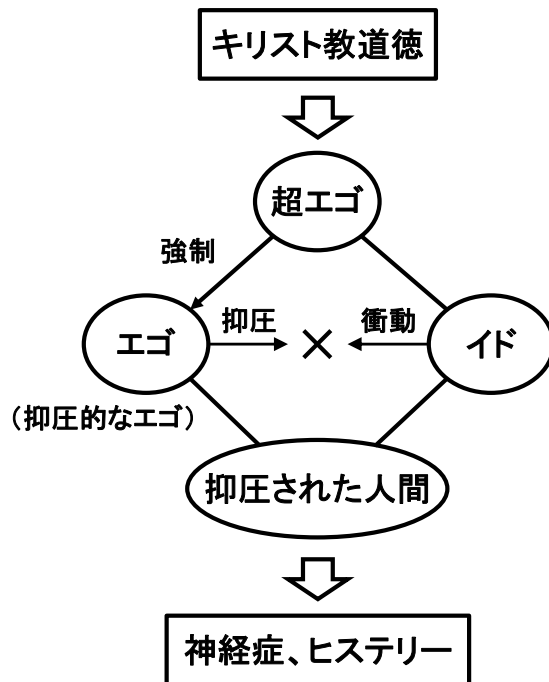 キリスト教道徳
超エゴ
強制
エゴ
抑圧
×
衝動
イド
（抑圧的なエゴ）
抑圧された人間
神経症、ヒステリー